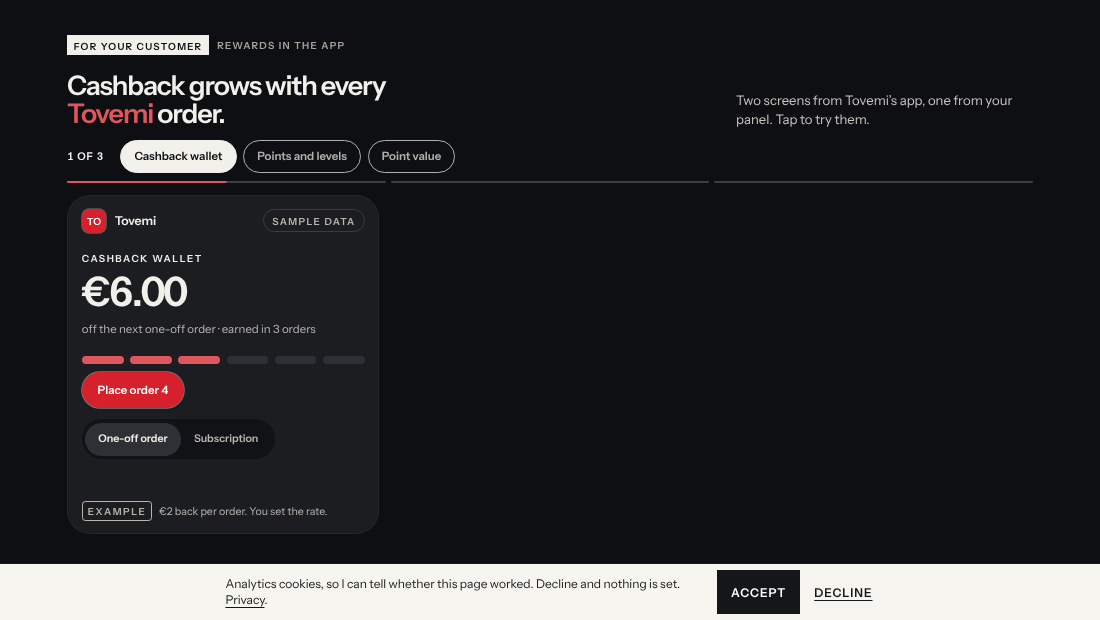 FOR YOUR CUSTOMER REWARDS IN THE APP
Cashback grows with every
Tovemi order.
Two screens from Tovemi's app, one from your
panel. Tap to try them.
1 OF 3 Cashback wallet Points and levels Point value
TO Tovemi SAMPLE DATA
CASHBACK WALLET
€6.00
off the next one-off order · earned in 3 orders
Place order 4
One-off order Subscription
EXAMPLE €2 back per order. You set the rate.
Analytics cookies, so I can tell whether this page worked. Decline and nothing is set.
Privacy.
ACCEPT DECLINE